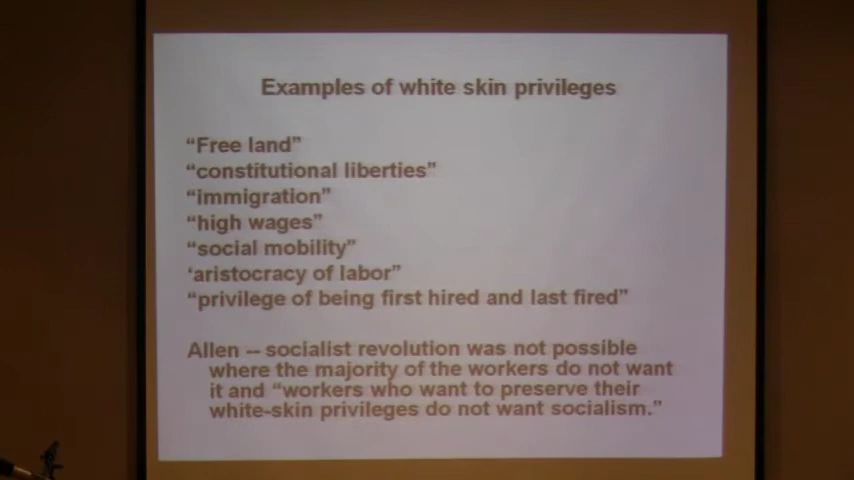 Examples of white skin privileges
“Free land”
“constitutional liberties”
“immigration”
“high wages”
“social mobility”
‘aristocracy of labor”
“privilege of being first hired and last fired”
Allen -- socialist revolution was not possible
where the majority of the workers do not want
it and “workers who want to preserve their
white-skin privileges do not want socialism.”